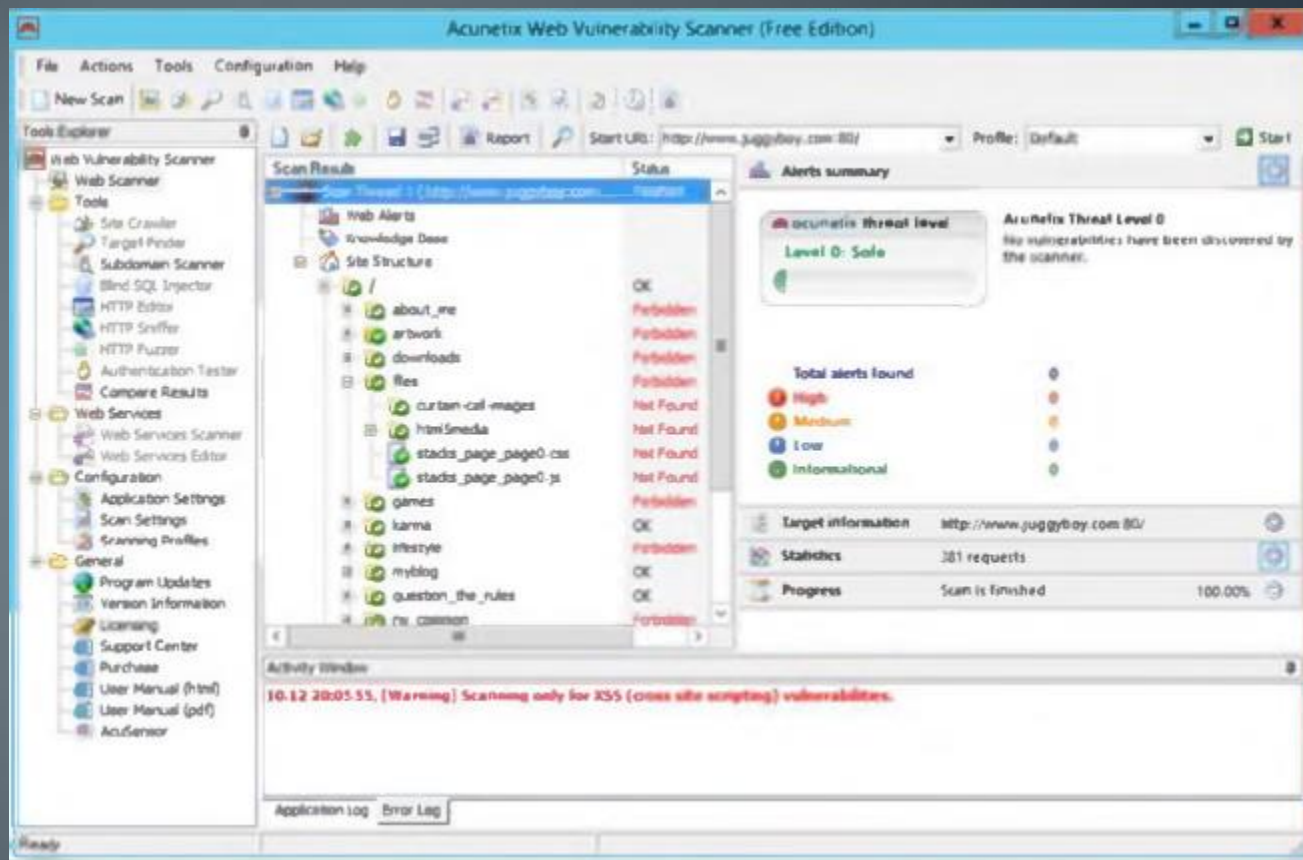 Acunetix Web Vulnerability Scanner (Free Edition)
File Actions Tools Configuration Help
New Scan
Tools Explorer
Report
Start URL: http://www.juggyboy.com:80/
Profile: Default
Start
Web Vulnerability Scanner
Web Scanner
Tools
Site Crawler
Target Finder
Subdomain Scanner
Blind SQL Injector
HTTP Editor
HTTP Sniffer
HTTP Fuzzer
Authentication Tester
Compare Results
Web Services
Web Services Scanner
Web Services Editor
Configuration
Application Settings
Scan Settings
Scanning Profiles
General
Program Updates
Version Information
Licensing
Support Center
Purchase
User Manual (html)
User Manual (pdf)
AcuSensor
Scan Results Status
Scan Thread 1 ( http://www.juggyboy.com Finished
Web Alerts
Knowledge Base
Site Structure
/ OK
about_me Forbidden
artwork Forbidden
downloads Forbidden
files Forbidden
curtain-call-images Not Found
html5media Not Found
stacks_page_page0.css Not Found
stacks_page_page0.js Not Found
games Forbidden
karma OK
lifestyle Forbidden
myblog OK
question_the_rules OK
rw_common Forbidden
Alerts summary
acunetix threat level
Level 0: Safe
Acunetix Threat Level 0
No vulnerabilities have been discovered by
the scanner.
Total alerts found 0
High 0
Medium 0
Low 0
Informational 0
Target information http://www.juggyboy.com:80/
Statistics 381 requests
Progress Scan is finished 100.00%
Activity Window
10.12 20:05:55, [Warning] Scanning only for XSS (cross site scripting) vulnerabilities.
Application Log Error Log
Ready